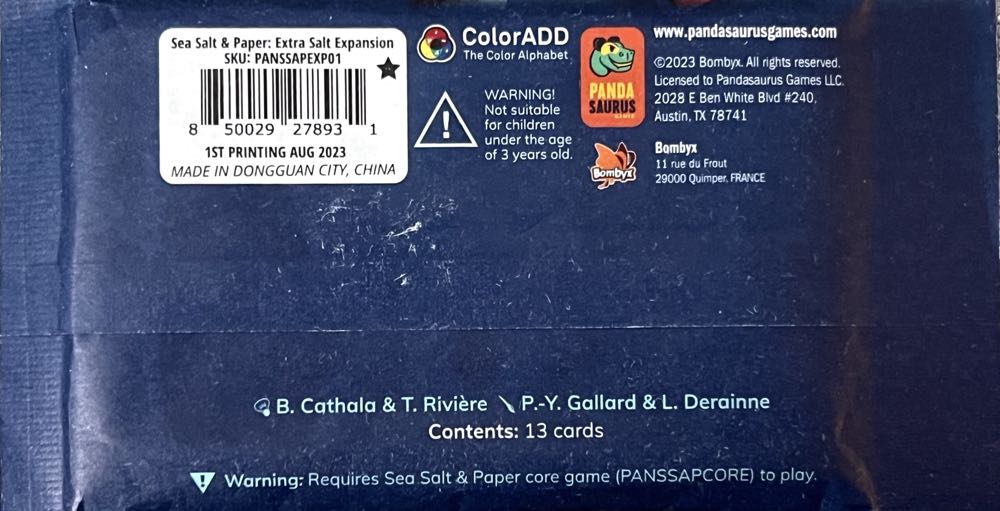 Sea Salt & Paper: Extra Salt Expansion
SKU: PANSSAPEXP01
8 50029 27893 1
1ST PRINTING AUG 2023
MADE IN DONGGUAN CITY, CHINA
ColorADD
The Color Alphabet
WARNING!
Not suitable
for children
under the age
of 3 years old.
PANDA
SAURUS
GAMES
www.pandasaurusgames.com
©2023 Bombyx. All rights reserved.
Licensed to Pandasaurus Games LLC.
2028 E Ben White Blvd #240,
Austin, TX 78741
Bombyx
Bombyx
11 rue du Frout
29000 Quimper, FRANCE
B. Cathala & T. Rivière P.-Y. Gallard & L. Derainne
Contents: 13 cards
Warning: Requires Sea Salt & Paper core game (PANSSAPCORE) to play.